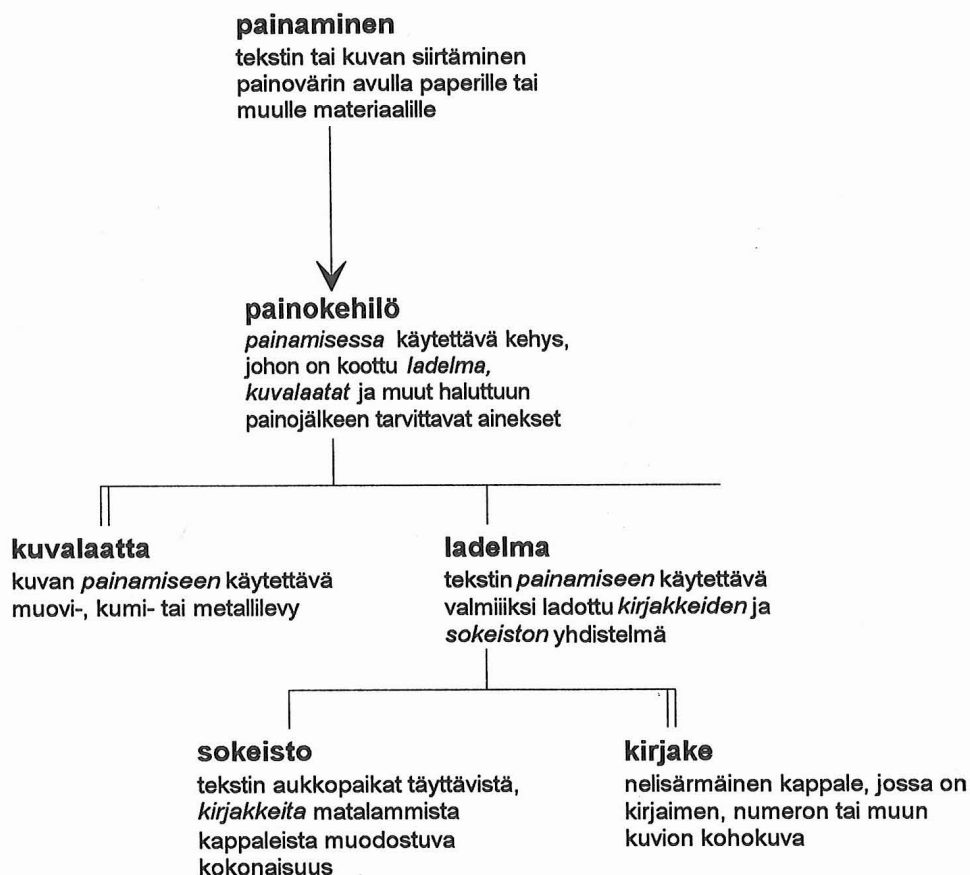 painaminen
tekstin tai kuvan siirtäminen
painovärin avulla paperille tai
muulle materiaalille
painokehilö
painamisessa käytettävä kehys,
johon on koottu ladelma,
kuvalaatat ja muut haluttuun
painojälkeen tarvittavat ainekset
kuvalaatta
kuvan painamiseen käytettävä
muovi-, kumi- tai metallilevy
ladelma
tekstin painamiseen käytettävä
valmiiiksi ladottu kirjakkeiden ja
sokeiston yhdistelmä
sokeisto
tekstin aukkopaikat täyttävistä,
kirjakkeita matalammista
kappaleista muodostuva
kokonaisuus
kirjake
nelisärmäinen kappale, jossa on
kirjaimen, numeron tai muun
kuvion kohokuva